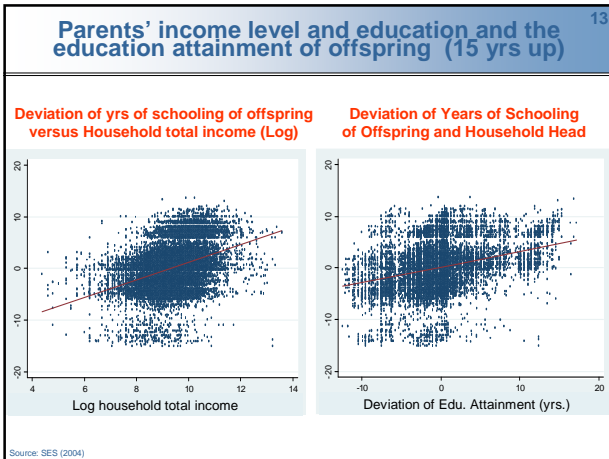 Parents' income level and education and the
education attainment of offspring (15 yrs up)
13
Deviation of yrs of schooling of offspring
versus Household total income (Log)
20
10
0
-10
-20
4
6
8
10
12
14
Log household total income
Deviation of Years of Schooling
of Offspring and Household Head
20
10
0
-10
-20
-10
0
10
20
Deviation of Edu. Attainment (yrs.)
Source: SES (2004)